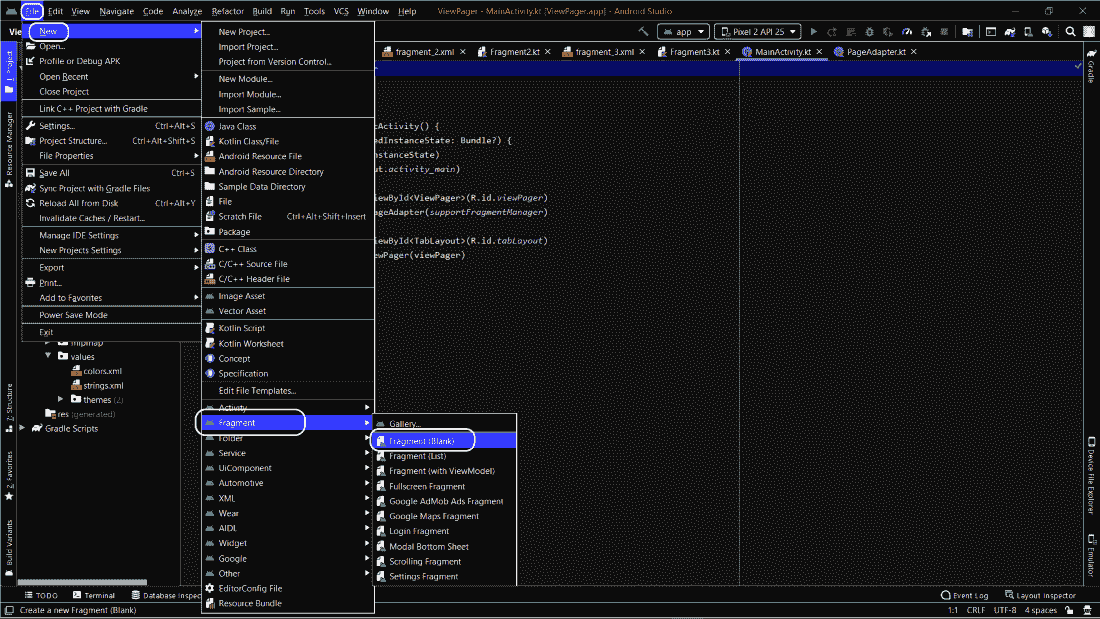 File Edit View Navigate Code Analyze Refactor Build Run Tools VCS Window Help ViewPager - MainActivity.kt [ViewPager.app] - Android Studio
app Pixel 2 API 25
fragment_2.xml Fragment2.kt fragment_3.xml Fragment3.kt MainActivity.kt PageAdapter.kt
New
Open...
Profile or Debug APK
Open Recent
Close Project
Link C++ Project with Gradle
Settings... Ctrl+Alt+S
Project Structure... Ctrl+Alt+Shift+S
File Properties
Save All Ctrl+S
Sync Project with Gradle Files
Reload All from Disk Ctrl+Alt+Y
Invalidate Caches / Restart...
Manage IDE Settings
New Projects Settings
Export
Print...
Add to Favorites
Power Save Mode
Exit
New Project...
Import Project...
Project from Version Control...
New Module...
Import Module...
Import Sample...
Java Class
Kotlin Class/File
Android Resource File
Android Resource Directory
Sample Data Directory
File
Scratch File Ctrl+Alt+Shift+Insert
Package
C++ Class
C/C++ Source File
C/C++ Header File
Image Asset
Vector Asset
Kotlin Script
Kotlin Worksheet
Concept
Specification
Edit File Templates...
Activity
Fragment
Folder
Service
UiComponent
Automotive
XML
Wear
AIDL
Widget
Google
Other
EditorConfig File
Resource Bundle
Gallery...
Fragment (Blank)
Fragment (List)
Fragment (with ViewModel)
Fullscreen Fragment
Google AdMob Ads Fragment
Google Maps Fragment
Login Fragment
Modal Bottom Sheet
Scrolling Fragment
Settings Fragment
tActivity() {
edInstanceState: Bundle?) {
nstanceState)
ut.activity_main)
iewById<ViewPager>(R.id.viewPager)
ageAdapter(supportFragmentManager)
iewById<TabLayout>(R.id.tabLayout)
ewPager(viewPager)
mipmap
values
colors.xml
strings.xml
themes (2)
res (generated)
Gradle Scripts
1: Project
Resource Manager
7: Structure
2: Favorites
Build Variants
Gradle
Device File Explorer
Emulator
TODO Terminal Database Inspec Event Log Layout Inspector
Create a new Fragment (Blank) 1:1 CRLF UTF-8 4 spaces